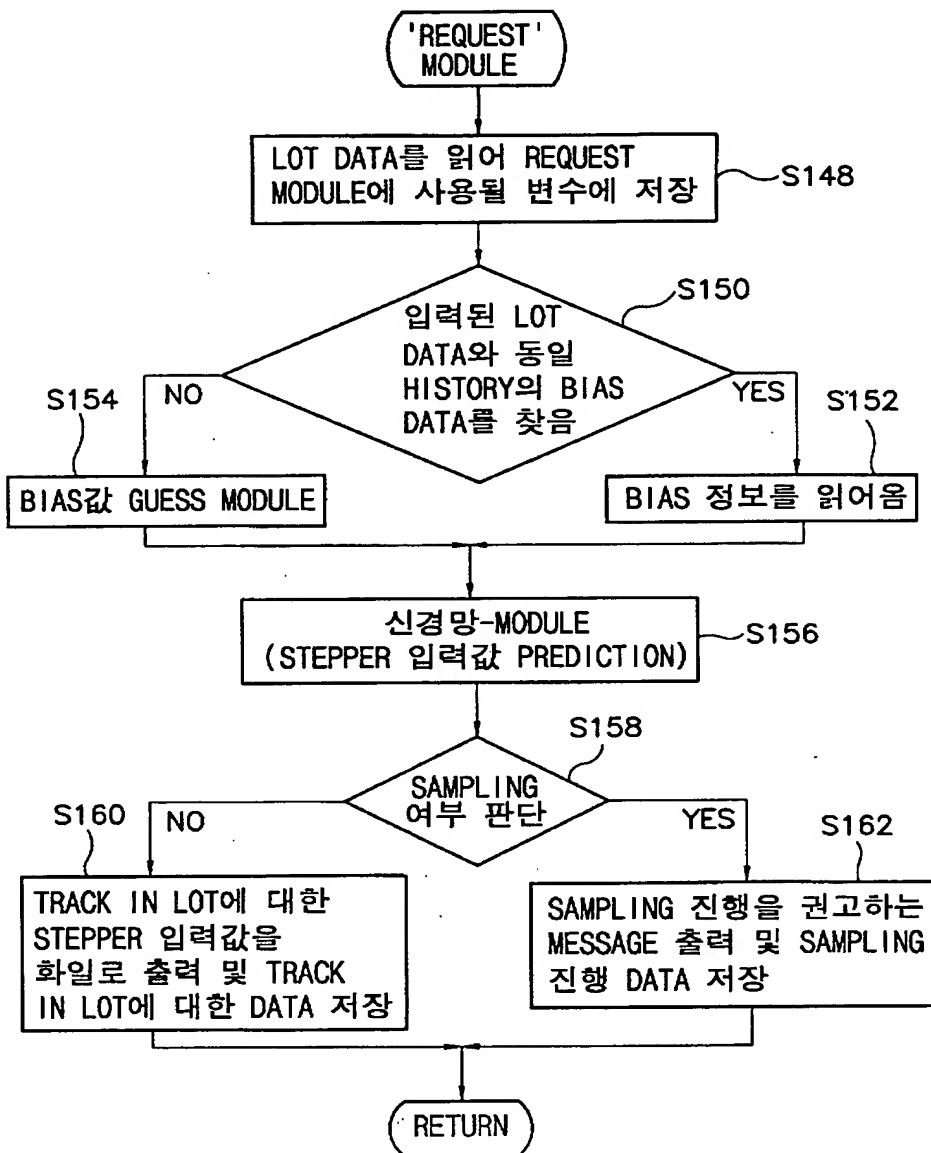 'REQUEST'
MODULE
LOT DATA를 읽어 REQUEST
MODULE에 사용될 변수에 저장
S148
S150
입력된 LOT
DATA와 동일
HISTORY의 BIAS
DATA를 찾음
NO
YES
S154
S152
BIAS값 GUESS MODULE
BIAS 정보를 읽어옴
신경망-MODULE
(STEPPER 입력값 PREDICTION)
S156
S158
SAMPLING
여부 판단
NO
YES
S160
S162
TRACK IN LOT에 대한
STEPPER 입력값을
화일로 출력 및 TRACK
IN LOT에 대한 DATA 저장
SAMPLING 진행을 권고하는
MESSAGE 출력 및 SAMPLING
진행 DATA 저장
RETURN